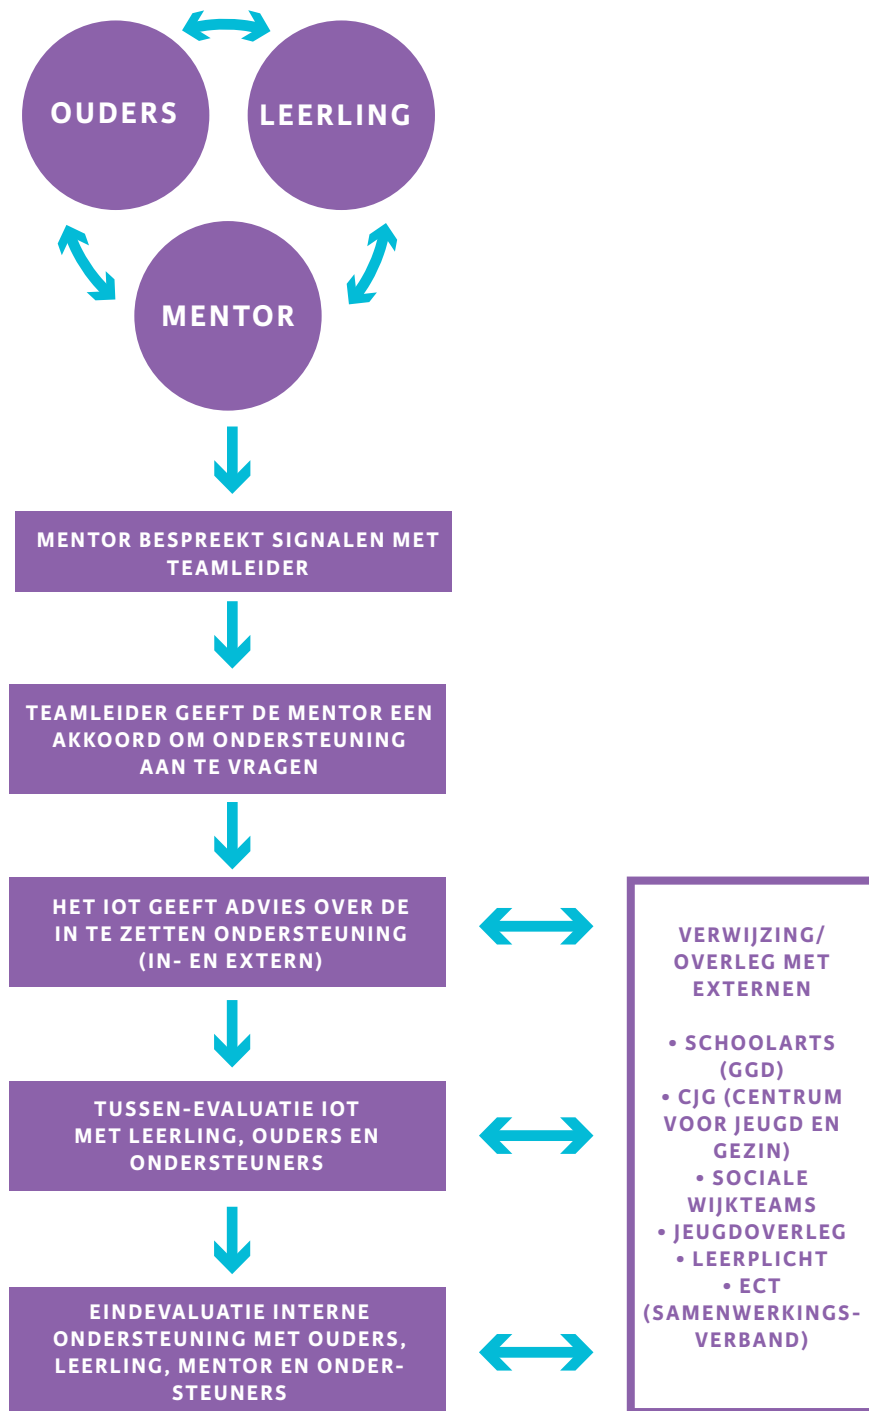 OUDERS
LEERLING
MENTOR
MENTOR BESPREEKT SIGNALEN MET
TEAMLEIDER
TEAMLEIDER GEEFT DE MENTOR EEN
AKKOORD OM ONDERSTEUNING
AAN TE VRAGEN
HET IOT GEEFT ADVIES OVER DE
IN TE ZETTEN ONDERSTEUNING
(IN- EN EXTERN)
TUSSEN-EVALUATIE IOT
MET LEERLING, OUDERS EN
ONDERSTEUNERS
EINDEVALUATIE INTERNE
ONDERSTEUNING MET OUDERS,
LEERLING, MENTOR EN ONDER-
STEUNERS
VERWIJZING/
OVERLEG MET
EXTERNEN
• SCHOOLARTS
(GGD)
• CJG (CENTRUM
VOOR JEUGD EN
GEZIN)
• SOCIALE
WIJKTEAMS
• JEUGDOVERLEG
• LEERPLICHT
• ECT
(SAMENWERKINGS-
VERBAND)